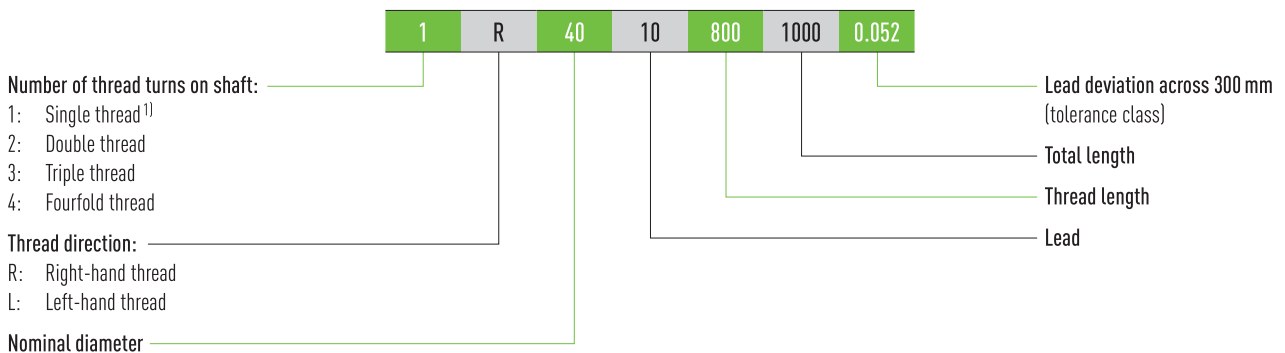 1 R 40 10 800 1000 0.052
Number of thread turns on shaft:
1: Single thread 1)
2: Double thread
3: Triple thread
4: Fourfold thread
Thread direction:
R: Right-hand thread
L: Left-hand thread
Nominal diameter
Lead deviation across 300 mm
(tolerance class)
Total length
Thread length
Lead